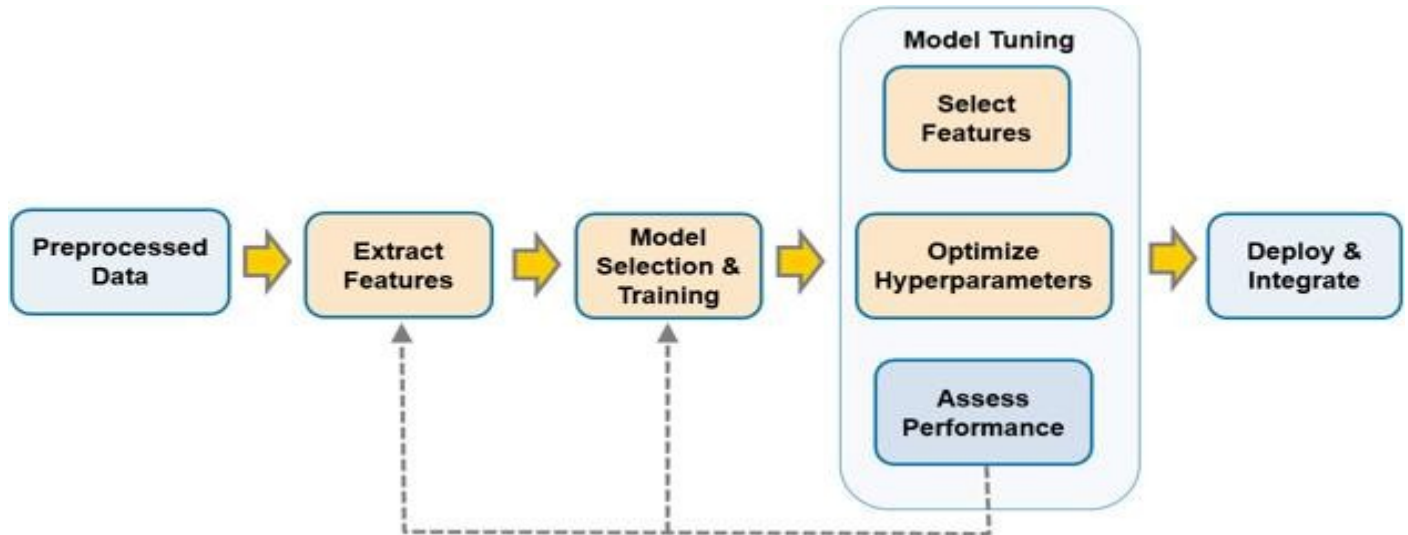 Preprocessed
Data
Extract
Features
Model
Selection &
Training
Model Tuning
Select
Features
Optimize
Hyperparameters
Assess
Performance
Deploy &
Integrate